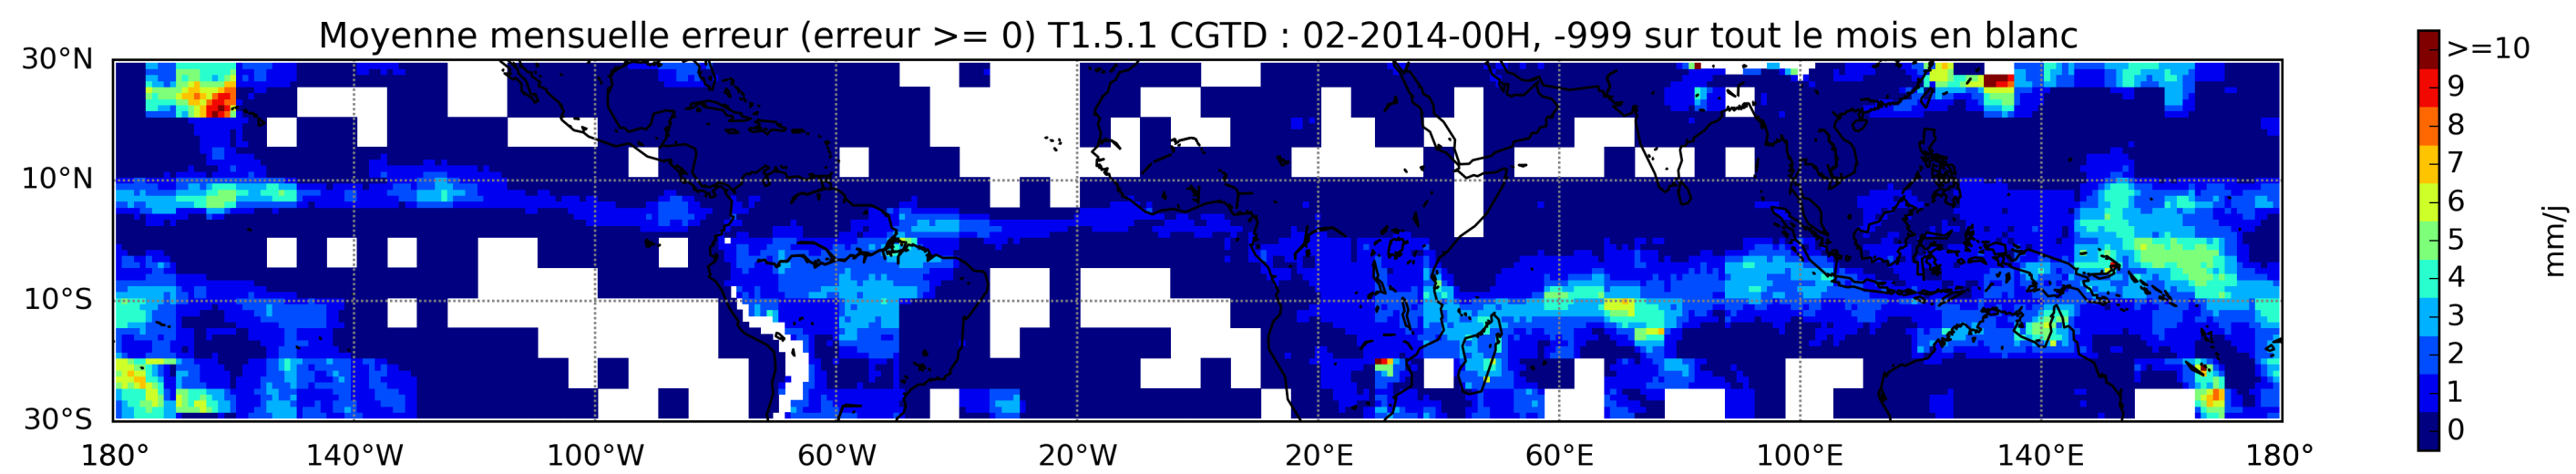 Moyenne mensuelle erreur (erreur >= 0) T1.5.1 CGTD : 02-2014-00H, -999 sur tout le mois en blanc
30°N
10°N
10°S
30°S
180°
140°W
100°W
60°W
20°W
20°E
60°E
100°E
140°E
180°
>=10
9
8
7
6
5
4
3
2
1
0
mm/j